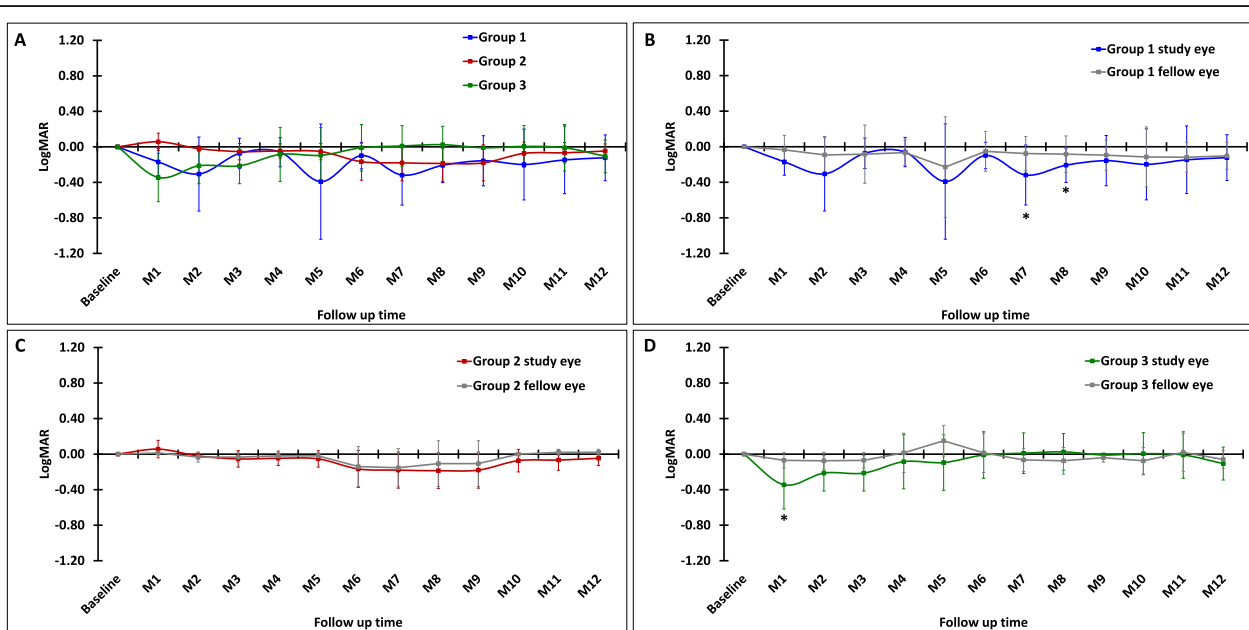 A
Group 1
Group 2
Group 3
LogMAR
1.20
0.80
0.40
0.00
-0.40
-0.80
-1.20
Baseline
M1
M2
M3
M4
M5
M6
M7
M8
M9
M10
M11
M12
Follow up time
B
Group 1 study eye
Group 1 fellow eye
LogMAR
1.20
0.80
0.40
0.00
-0.40
-0.80
-1.20
*
*
Baseline
M1
M2
M3
M4
M5
M6
M7
M8
M9
M10
M11
M12
Follow up time
C
Group 2 study eye
Group 2 fellow eye
LogMAR
1.20
0.80
0.40
0.00
-0.40
-0.80
-1.20
Baseline
M1
M2
M3
M4
M5
M6
M7
M8
M9
M10
M11
M12
Follow up time
D
Group 3 study eye
Group 3 fellow eye
LogMAR
1.20
0.80
0.40
0.00
-0.40
-0.80
-1.20
*
Baseline
M1
M2
M3
M4
M5
M6
M7
M8
M9
M10
M11
M12
Follow up time